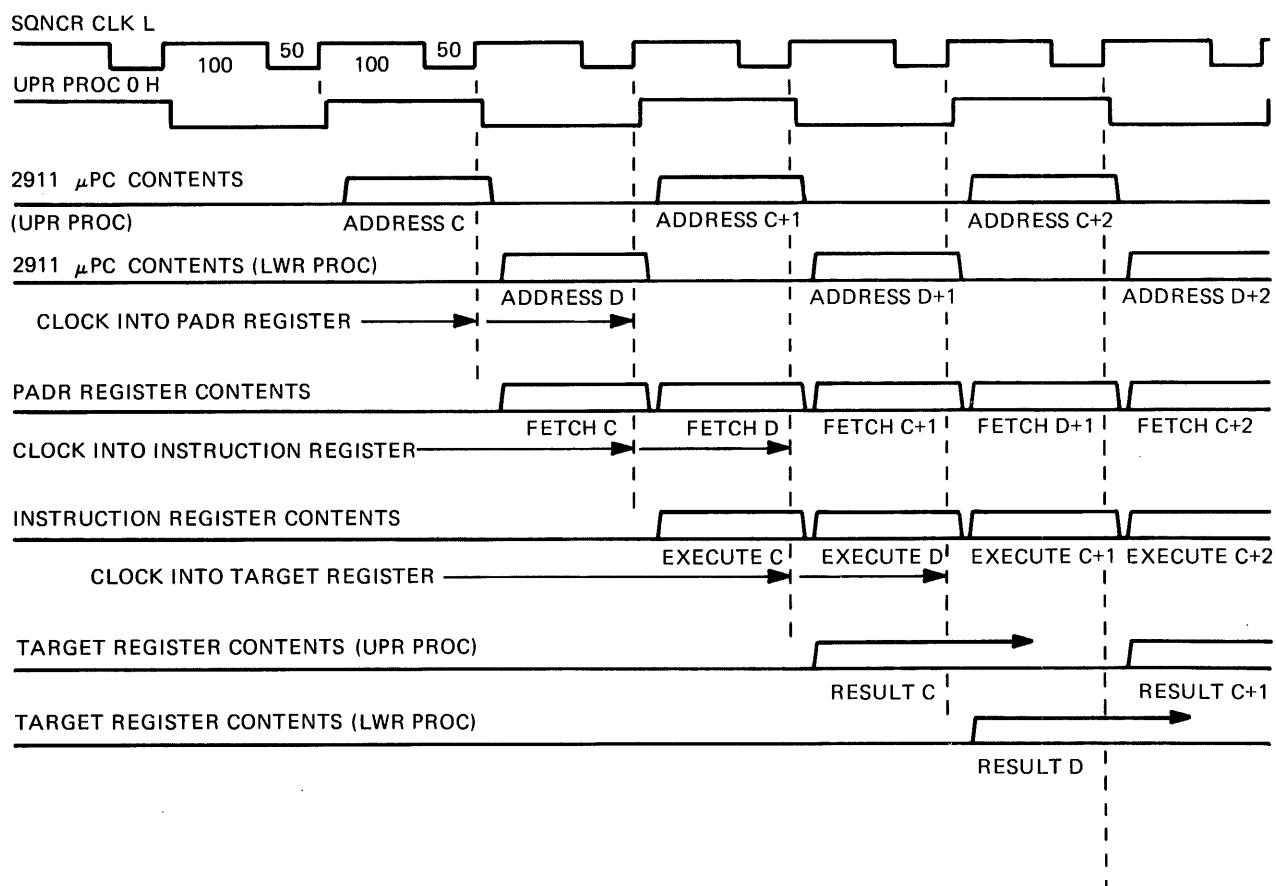 SQNCR CLK L
100 50 100 50
UPR PROC 0 H
2911 μPC CONTENTS
(UPR PROC)
ADDRESS C ADDRESS C+1 ADDRESS C+2
2911 μPC CONTENTS (LWR PROC)
ADDRESS D ADDRESS D+1 ADDRESS D+2
CLOCK INTO PADR REGISTER
PADR REGISTER CONTENTS
FETCH C FETCH D FETCH C+1 FETCH D+1 FETCH C+2
CLOCK INTO INSTRUCTION REGISTER
INSTRUCTION REGISTER CONTENTS
EXECUTE C EXECUTE D EXECUTE C+1 EXECUTE C+2
CLOCK INTO TARGET REGISTER
TARGET REGISTER CONTENTS (UPR PROC)
RESULT C RESULT C+1
TARGET REGISTER CONTENTS (LWR PROC)
RESULT D